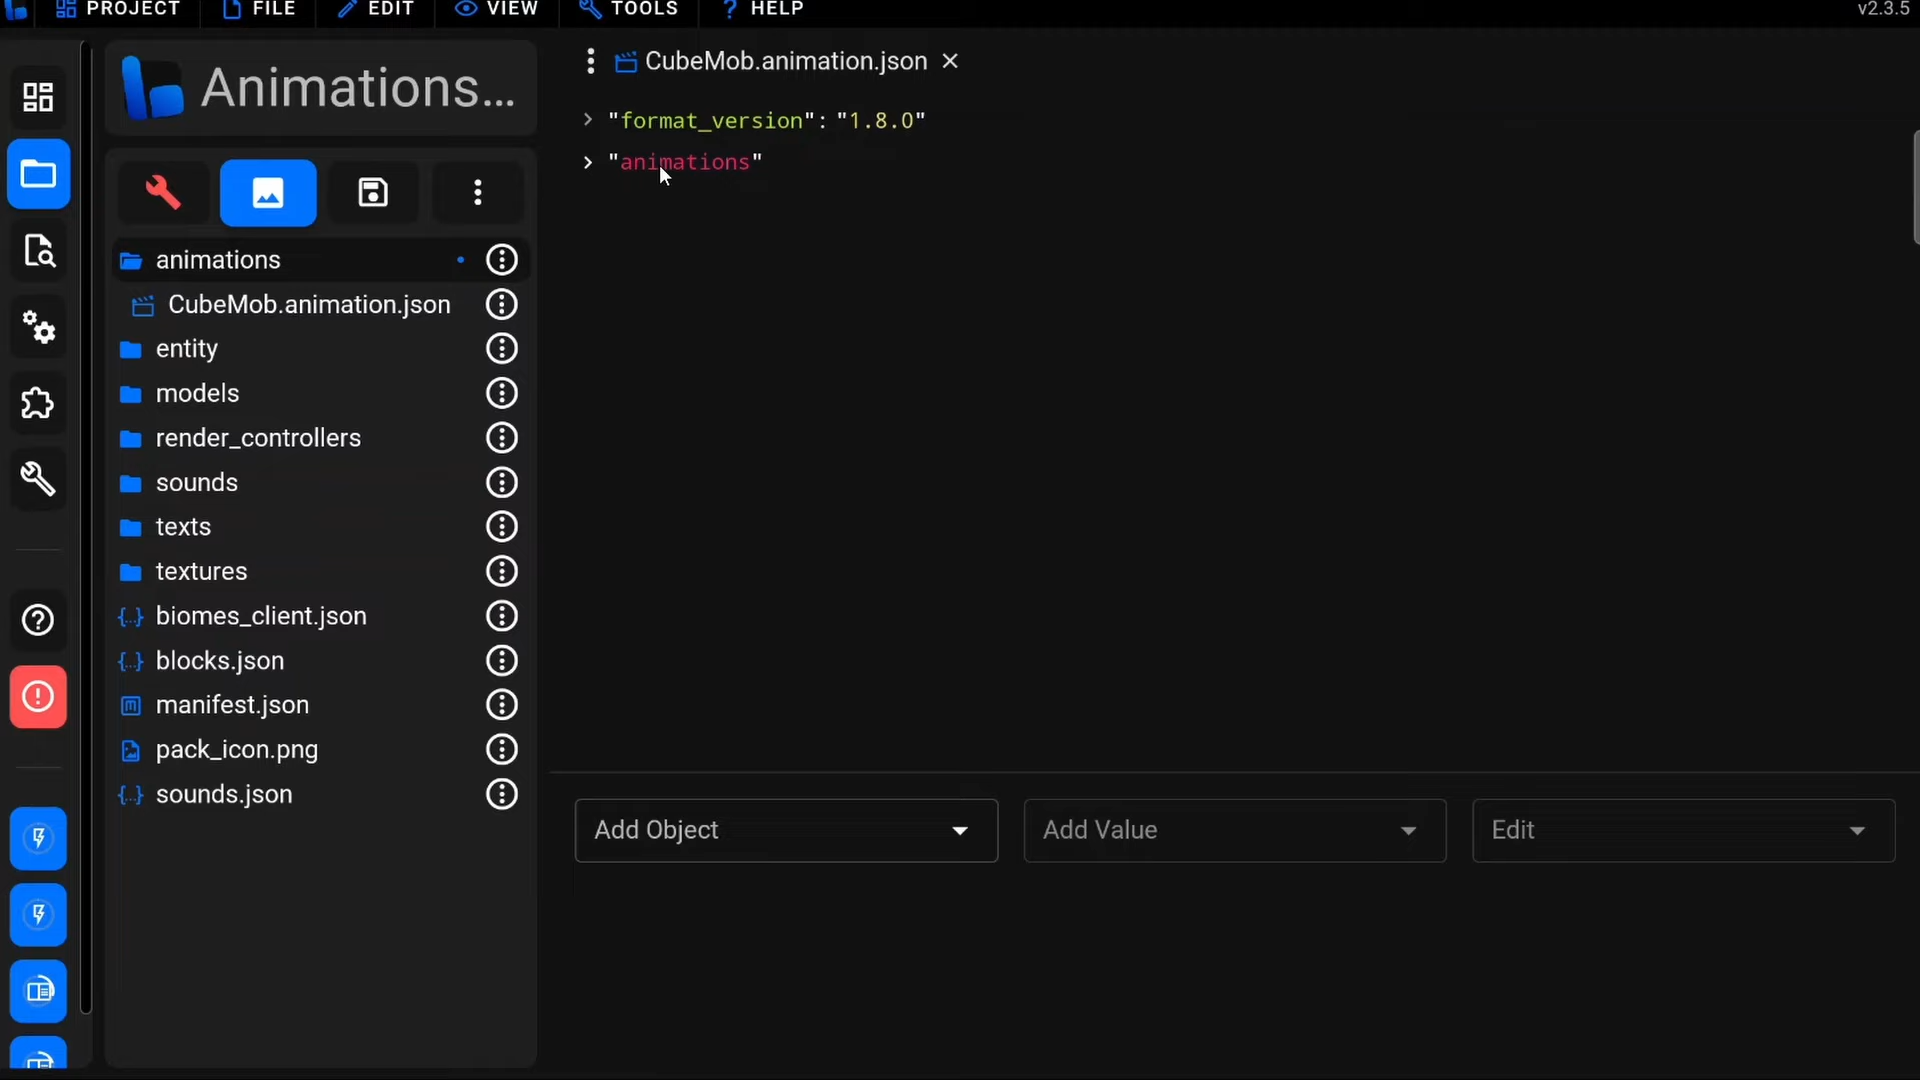 PROJECT FILE EDIT VIEW TOOLS ? HELP v2.3.5
Animations...
CubeMob.animation.json
"format_version": "1.8.0"
"animations"
animations
CubeMob.animation.json
entity
models
render_controllers
sounds
texts
textures
{..} biomes_client.json
{..} blocks.json
manifest.json
pack_icon.png
{..} sounds.json
Add Object
Add Value
Edit